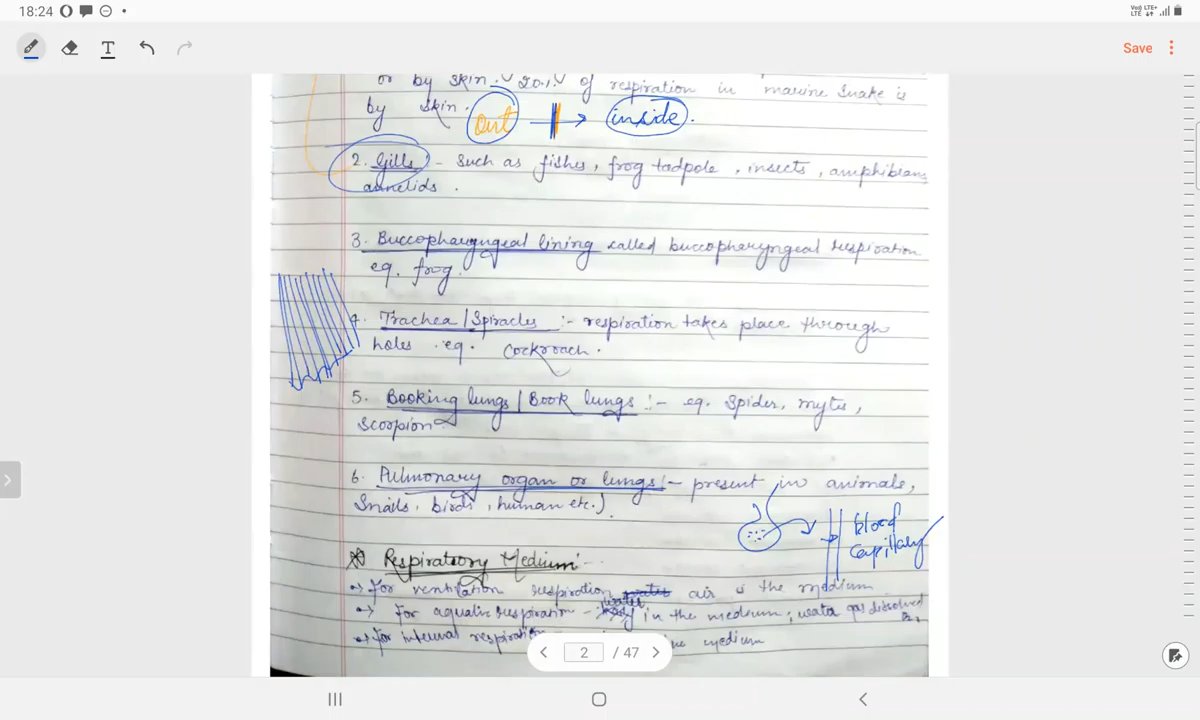 18:24
Save
or by skin. 20.1. of respiration in marine snake is
by skin. out inside.
2. Gills - such as fishes, frog tadpole, insects, amphibians
annelids.
3. Buccopharyngeal lining called buccopheryngeal respiration
eg. frog.
4. Trachea/Spiracles :- respiration takes place through
holes. eg. Cockroach.
5. Booking lungs / Book lungs :- eg. Spider, mytes,
Scorpion
6. Pulmonary organ or lungs :- present in animals,
Snails, birds, human etc.).
blood
capillary
Respiratory Medium:-
For ventilation respiration air is the medium
For aquatic respiration - water in the medium; water gas dissolved
For internal respiration medium
2 / 47